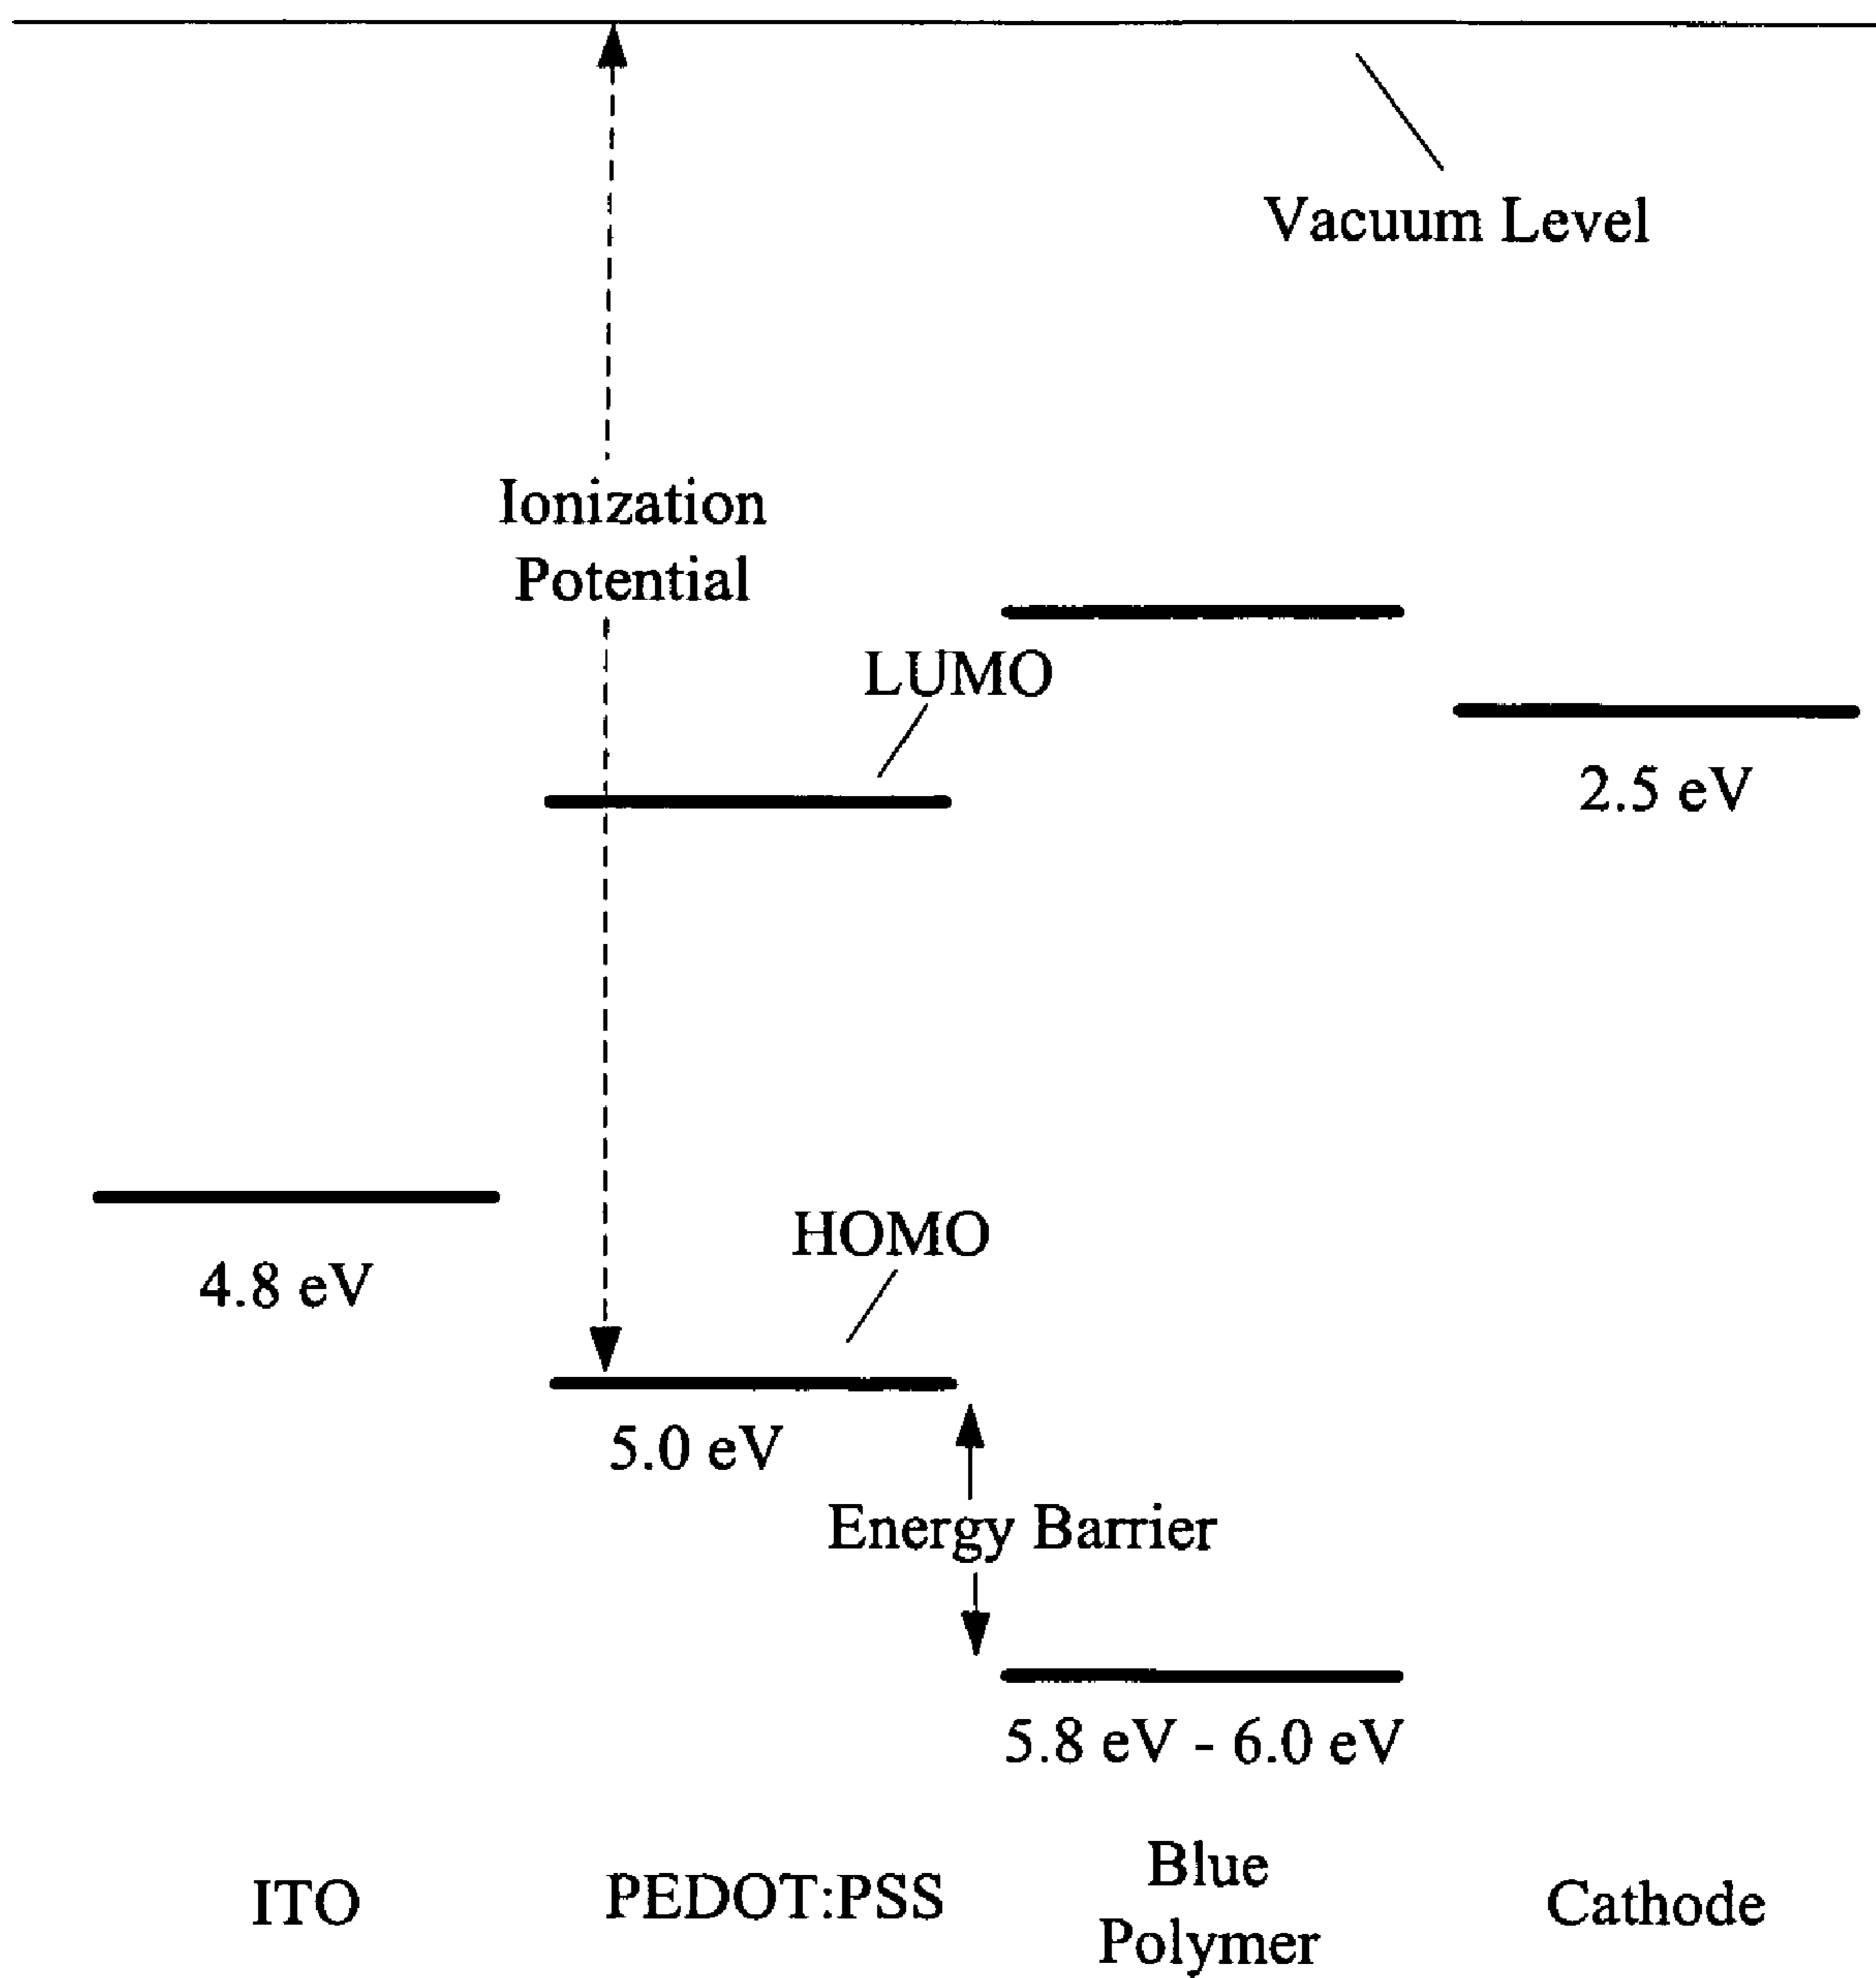 Vacuum Level
Ionization
Potential
LUMO
2.5 eV
HOMO
4.8 eV
5.0 eV
Energy Barrier
5.8 eV - 6.0 eV
ITO
PEDOT:PSS
Blue
Polymer
Cathode